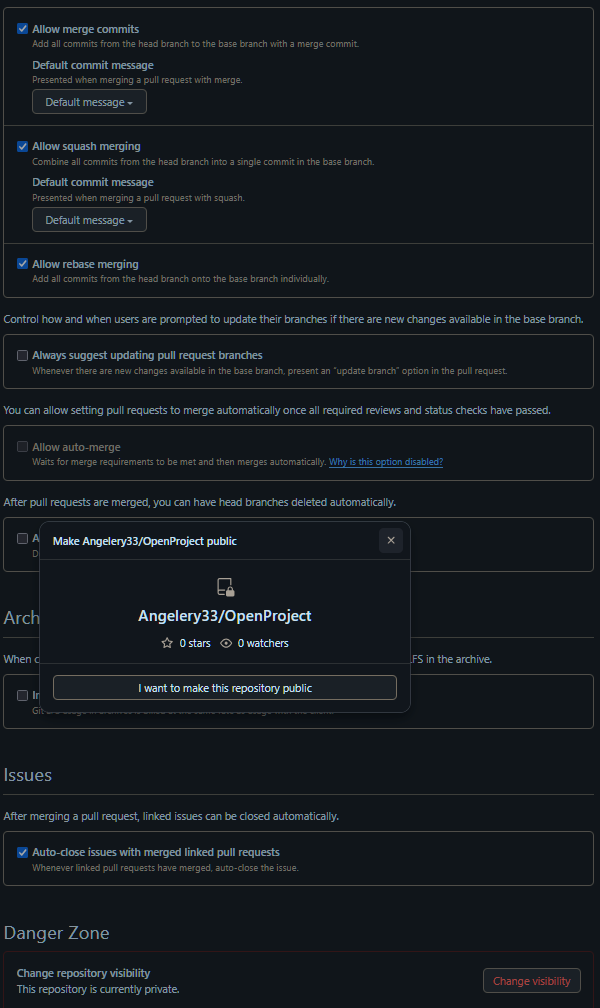 Allow merge commits
Add all commits from the head branch to the base branch with a merge commit.
Default commit message
Presented when merging a pull request with merge.
Default message
Allow squash merging
Combine all commits from the head branch into a single commit in the base branch.
Default commit message
Presented when merging a pull request with squash.
Default message
Allow rebase merging
Add all commits from the head branch onto the base branch individually.
Control how and when users are prompted to update their branches if there are new changes available in the base branch.
Always suggest updating pull request branches
Whenever there are new changes available in the base branch, present an “update branch” option in the pull request.
You can allow setting pull requests to merge automatically once all required reviews and status checks have passed.
Allow auto-merge
Waits for merge requirements to be met and then merges automatically. Why is this option disabled?
After pull requests are merged, you can have head branches deleted automatically.
Make Angelery33/OpenProject public
Angelery33/OpenProject
0 stars 0 watchers
When
FS in the archive.
I want to make this repository public
Issues
After merging a pull request, linked issues can be closed automatically.
Auto-close issues with merged linked pull requests
Whenever linked pull requests have merged, auto-close the issue.
Danger Zone
Change repository visibility
This repository is currently private.
Change visibility